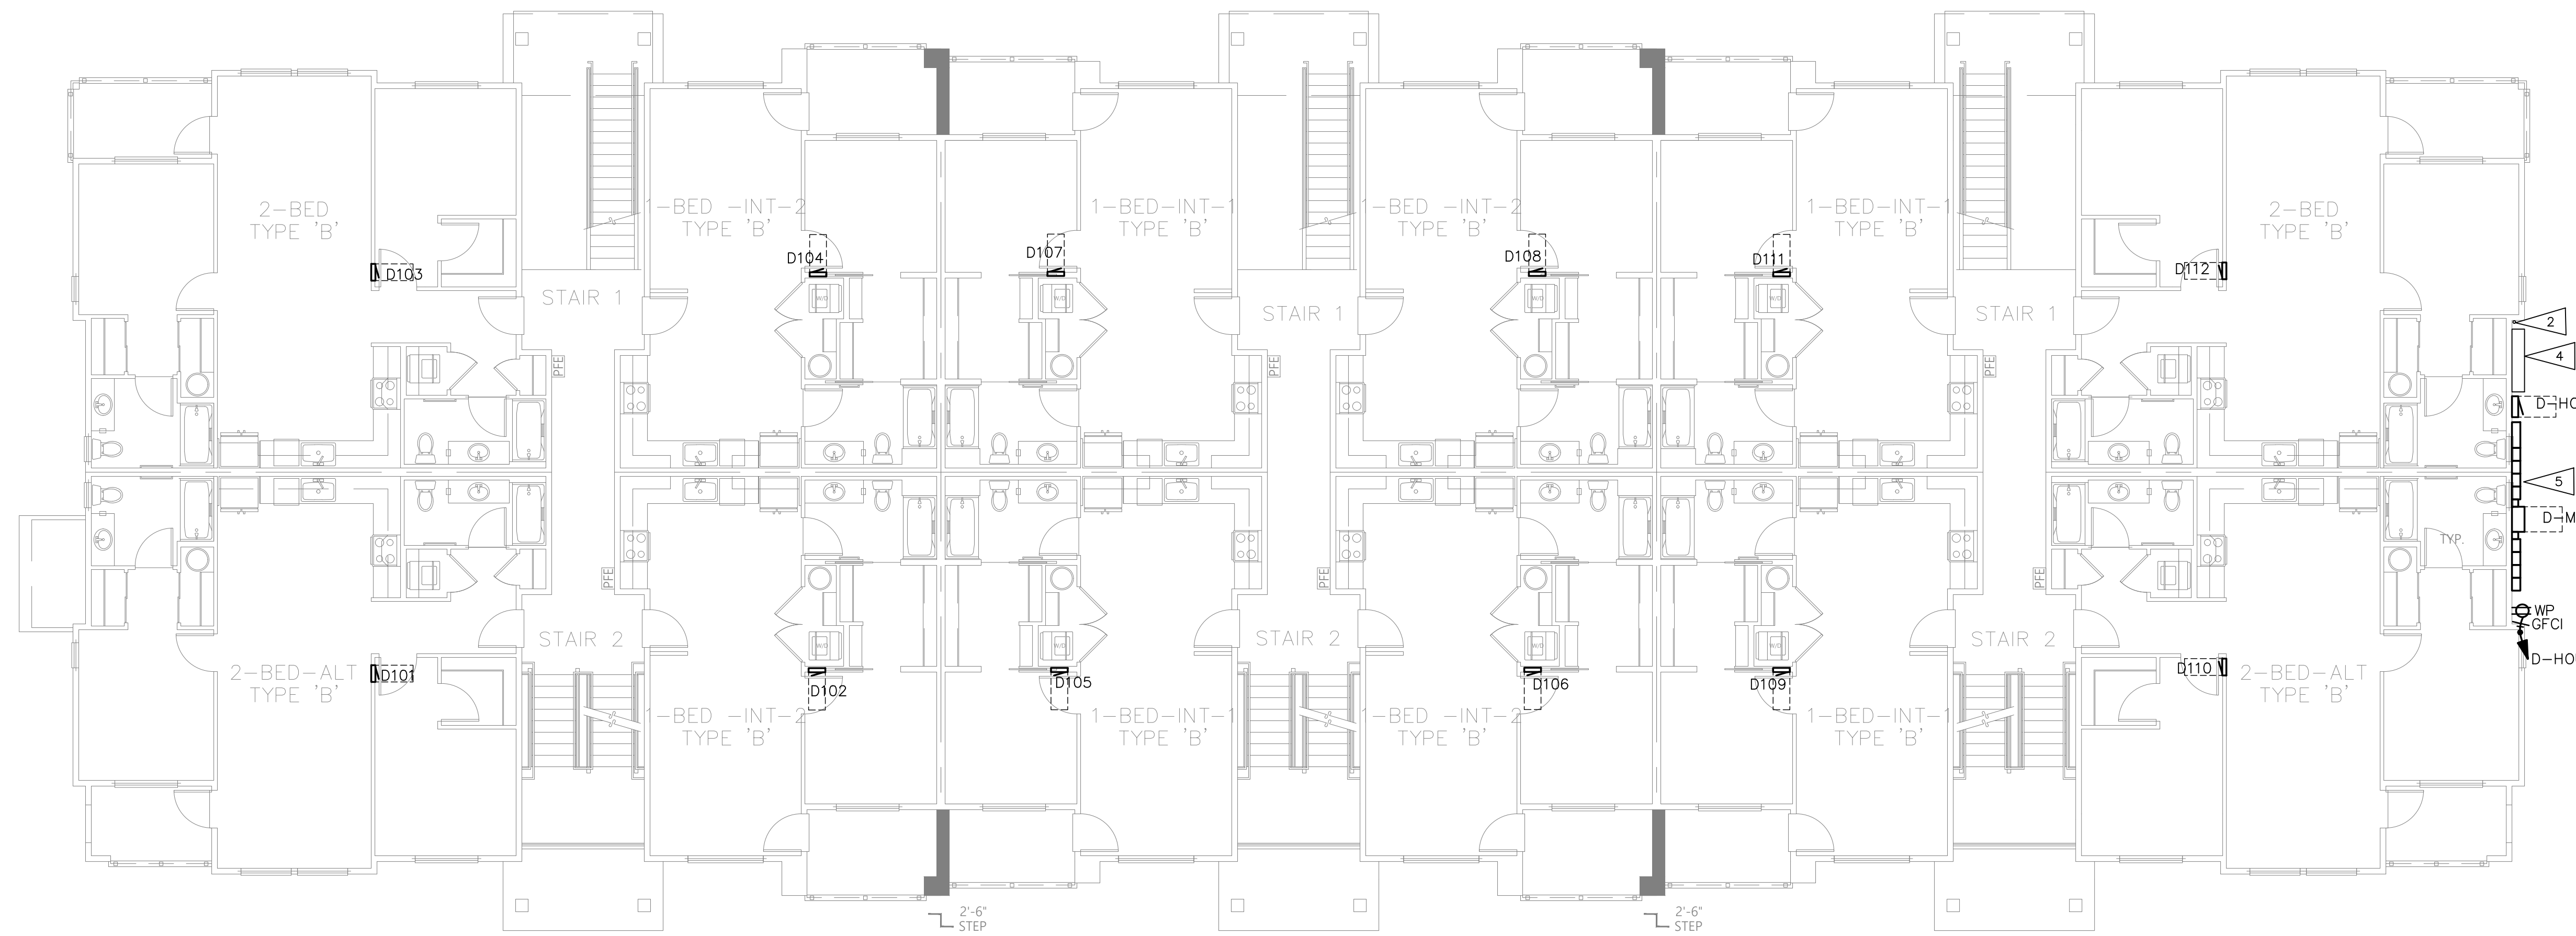 2-BED
TYPE 'B'
1-BED -INT-2
TYPE 'B'
1-BED-INT-1
TYPE 'B'
1-BED -INT-2
TYPE 'B'
1-BED-INT-1
TYPE 'B'
2-BED
TYPE 'B'
D103
D104
D107
D108
D111
D112
STAIR 1
STAIR 1
STAIR 1
W/D
W/D
W/D
W/D
2
4
PFE
PFE
PFE
D-HO
5
D-M
TYP.
PFE
PFE
PFE
WP
GFCI
D-HO
STAIR 2
STAIR 2
STAIR 2
W/D
W/D
W/D
W/D
2-BED-ALT
TYPE 'B'
D101
D102
D105
D106
D109
D110
2-BED-ALT
TYPE 'B'
1-BED -INT-2
TYPE 'B'
1-BED-INT-1
TYPE 'B'
1-BED -INT-2
TYPE 'B'
1-BED-INT-1
TYPE 'B'
2'-6"
STEP
2'-6"
STEP